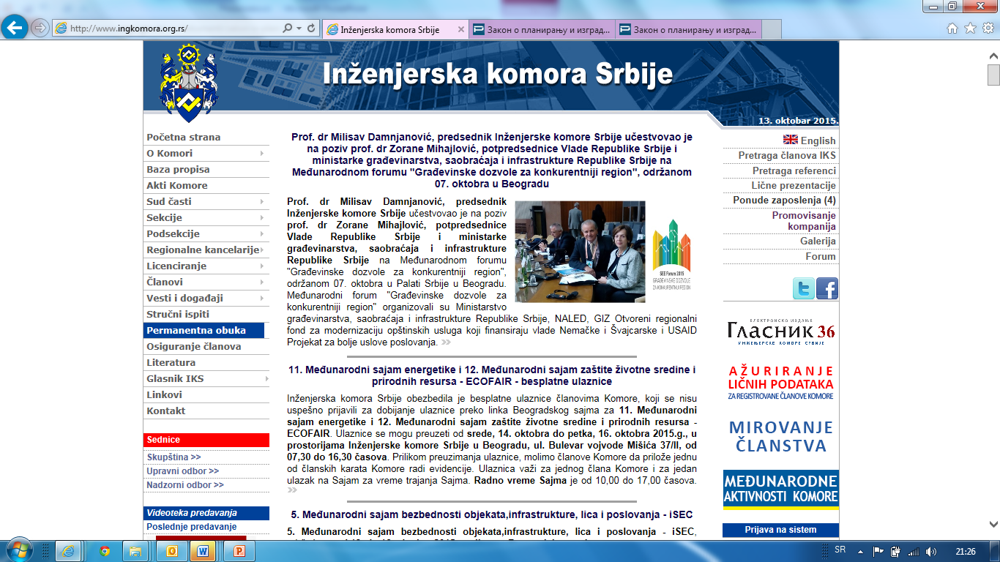 http://www.ingkomora.org.rs/
Inženjerska komora Srbije
Закон о планирању и изград...
Закон о планирању и изград...
Inženjerska komora Srbije
13. oktobar 2015.
Početna strana
O Komori
Baza propisa
Akti Komore
Sud časti
Sekcije
Podsekcije
Regionalne kancelarije
Licenciranje
Članovi
Vesti i događaji
Stručni ispiti
Permanentna obuka
Osiguranje članova
Literatura
Glasnik IKS
Linkovi
Kontakt
Sednice
Skupština >>
Upravni odbor >>
Nadzorni odbor >>
Videoteka predavanja
Poslednje predavanje
Prof. dr Milisav Damnjanović, predsednik Inženjerske komore Srbije učestvovao je
na poziv prof. dr Zorane Mihajlović, potpredsednice Vlade Republike Srbije i
ministarke građevinarstva, saobraćaja i infrastrukture Republike Srbije na
Međunarodnom forumu "Građevinske dozvole za konkurentniji region", održanom
07. oktobra u Beogradu
Prof. dr Milisav Damnjanović, predsednik
Inženjerske komore Srbije učestvovao je na poziv
prof. dr Zorane Mihajlović, potpredsednice
Vlade Republike Srbije i ministarke
građevinarstva, saobraćaja i infrastrukture
Republike Srbije na Međunarodnom forumu
"Građevinske dozvole za konkurentniji region",
održanom 07. oktobra u Palati Srbije u Beogradu.
Međunarodni forum "Građevinske dozvole za
konkurentniji region" organizovali su Ministarstvo
građevinarstva, saobraćaja i infrastrukture Republike Srbije, NALED, GIZ Otvoreni regionalni
fond za modernizaciju opštinskih usluga koji finansiraju vlade Nemačke i Švajcarske i USAID
Projekat za bolje uslove poslovanja. >>
SEE Forum 2015
GRAĐEVINSKE DOZVOLE
ZA KONKURENTNIJI REGION
11. Međunarodni sajam energetike i 12. Međunarodni sajam zaštite životne sredine i
prirodnih resursa - ECOFAIR - besplatne ulaznice
Inženjerska komora Srbije obezbedila je besplatne ulaznice članovima Komore, koji se nisu
uspešno prijavili za dobijanje ulaznice preko linka Beogradskog sajma za 11. Međunarodni
sajam energetike i 12. Međunarodni sajam zaštite životne sredine i prirodnih resursa -
ECOFAIR. Ulaznice se mogu preuzeti od srede, 14. oktobra do petka, 16. oktobra 2015.g., u
prostorijama Inženjerske komore Srbije u Beogradu, ul. Bulevar vojvode Mišića 37/II, od
07,30 do 16,30 časova. Prilikom preuzimanja ulaznice, molimo članove Komore da prilože jednu
od članskih karata Komore radi evidencije. Ulaznica važi za jednog člana Komore i za jedan
ulazak na Sajam za vreme trajanja Sajma. Radno vreme Sajma je od 10,00 do 17,00 časova.
>>
5. Međunarodni sajam bezbednosti objekata,infrastrukture, lica i poslovanja - iSEC
5. Međunarodni sajam bezbednosti objekata,infrastrukture, lica i poslovanja - iSEC,
English
Pretraga članova IKS
Pretraga referenci
Lične prezentacije
Ponude zaposlenja (4)
Promovisanje
kompanija
Galerija
Forum
ЕЛЕКТРОНСКО ИЗДАЊЕ
Гласник 36
ИНЖЕЊЕРСКЕ КОМОРЕ СРБИЈЕ
AŽURIRANJE
LIČNIH PODATAKA
ZA REGISTROVANE ČLANOVE KOMORE
MIROVANJE
ČLANSTVA
MEĐUNARODNE
AKTIVNOSTI KOMORE
Prijava na sistem
SR
21:26